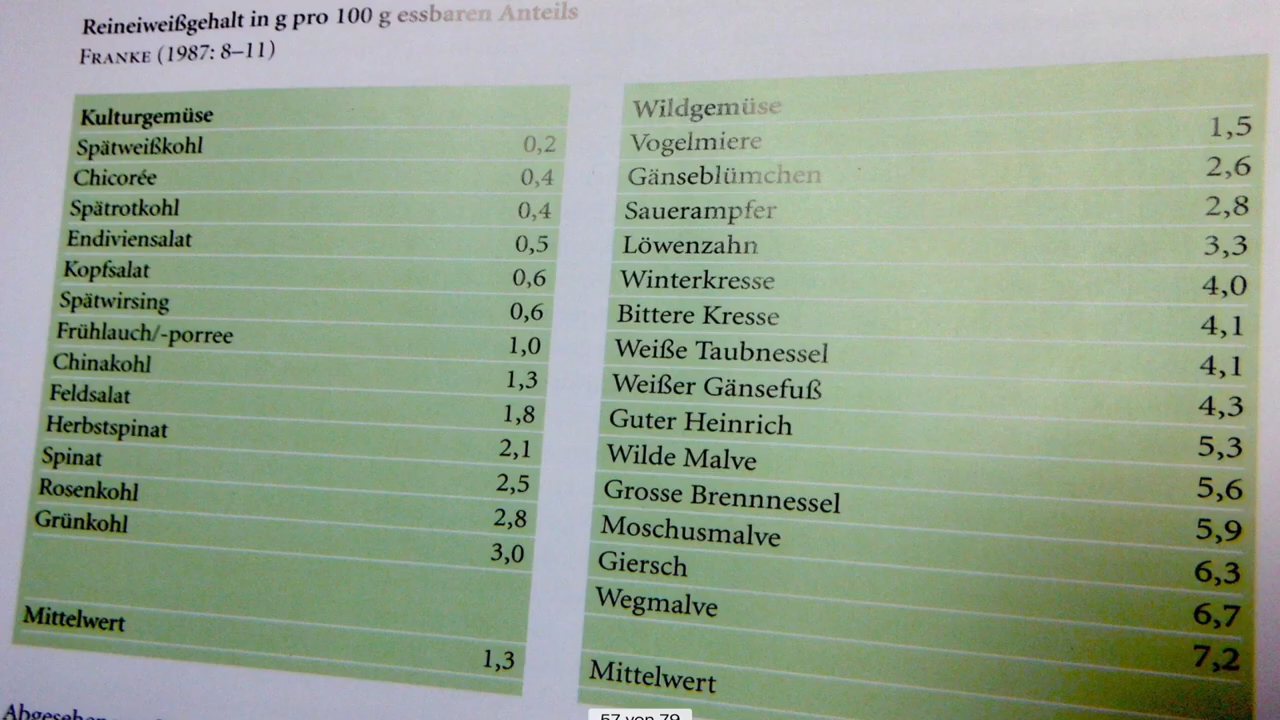 Reineiweißgehalt in g pro 100 g essbaren Anteils
FRANKE (1987: 8–11)
Kulturgemüse
Spätweißkohl 0,2
Chicorée 0,4
Spätrotkohl 0,4
Endiviensalat 0,5
Kopfsalat 0,6
Spätwirsing 0,6
Frühlauch/-porree 1,0
Chinakohl 1,3
Feldsalat 1,8
Herbstspinat 2,1
Spinat 2,5
Rosenkohl 2,8
Grünkohl 3,0
Mittelwert 1,3
Wildgemüse
Vogelmiere 1,5
Gänseblümchen 2,6
Sauerampfer 2,8
Löwenzahn 3,3
Winterkresse 4,0
Bittere Kresse 4,1
Weiße Taubnessel 4,1
Weißer Gänsefuß 4,3
Guter Heinrich 5,3
Wilde Malve 5,6
Grosse Brennnessel 5,9
Moschusmalve 6,3
Giersch 6,7
Wegmalve 7,2
Mittelwert
57 von 79